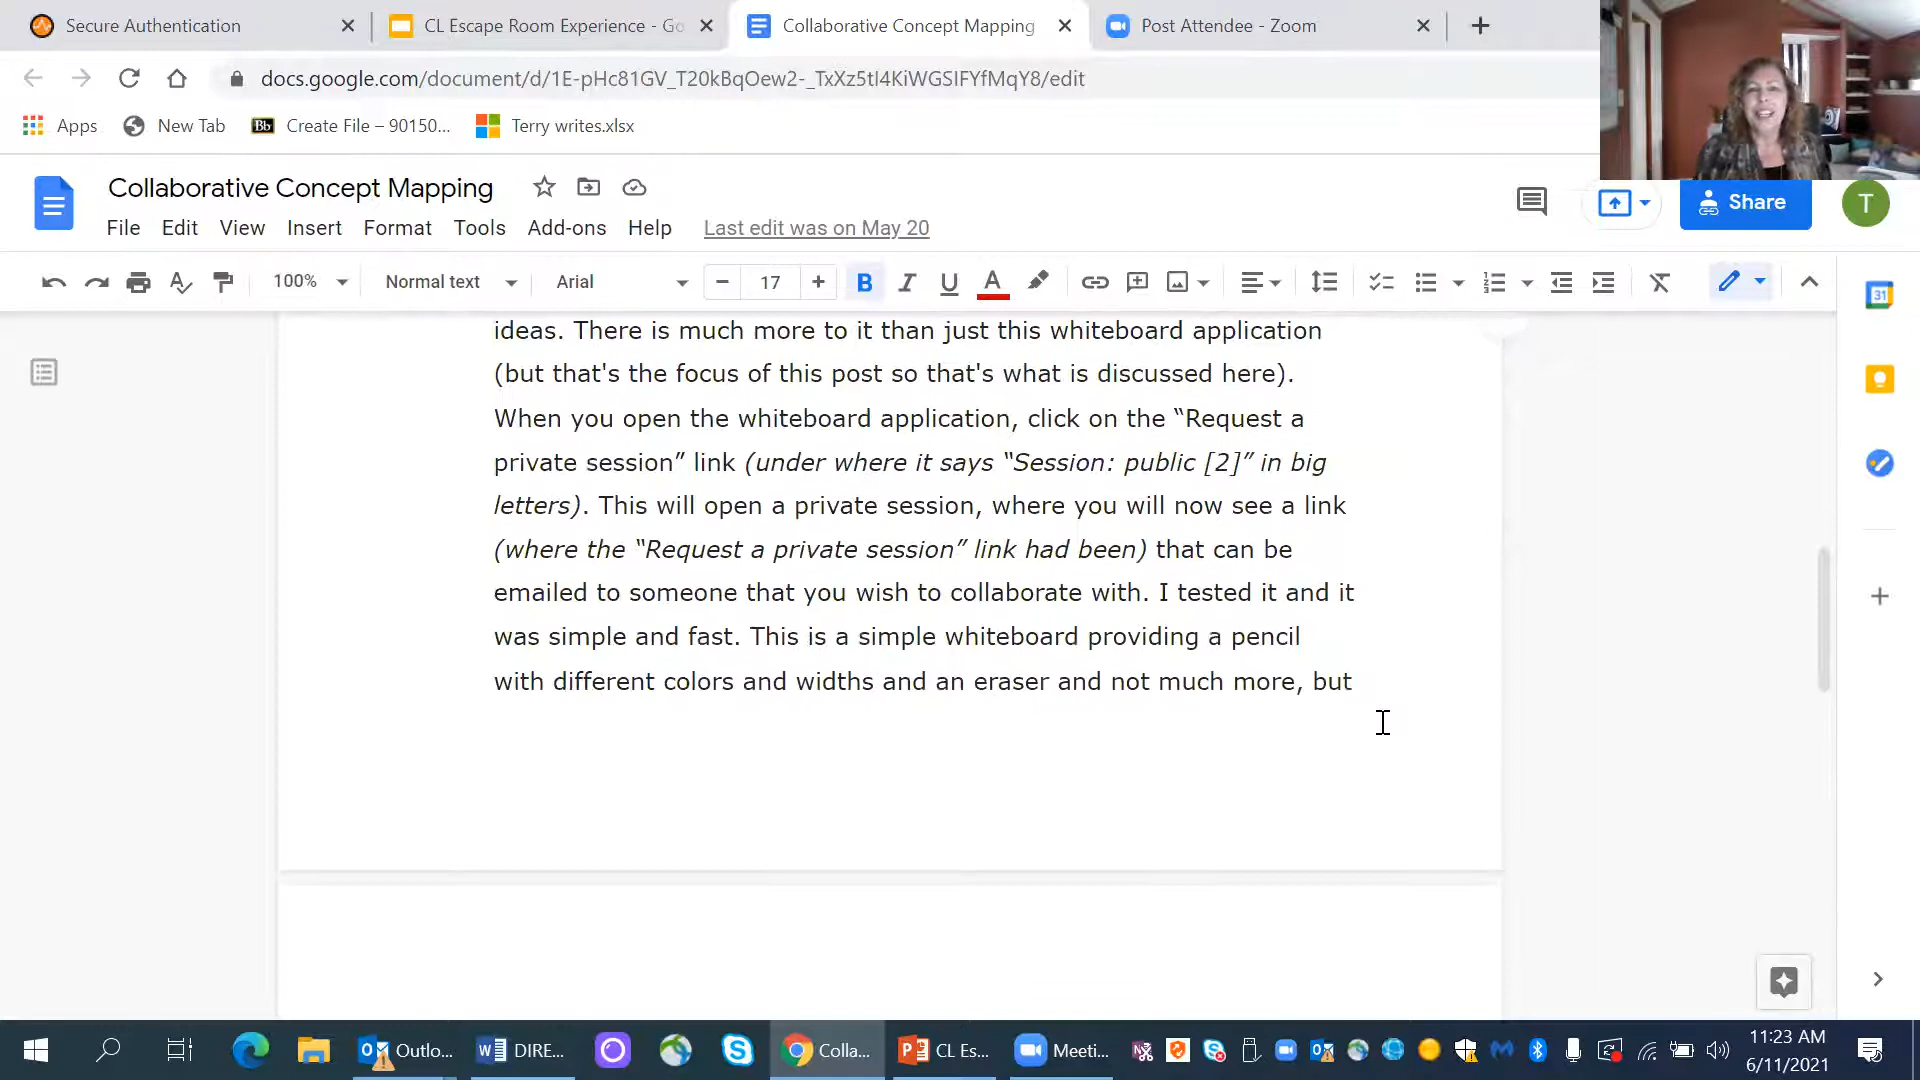 Secure Authentication
CL Escape Room Experience - Go
Collaborative Concept Mapping
Post Attendee - Zoom
docs.google.com/document/d/1E-pHc81GV_T20kBqOew2-_TxXz5tI4KiWGSIFYfMqY8/edit
Apps
New Tab
Bb
Create File – 90150...
Terry writes.xlsx
Collaborative Concept Mapping
File Edit View Insert Format Tools Add-ons Help Last edit was on May 20
Share
T
100% Normal text Arial 17 B I U A
31
ideas. There is much more to it than just this whiteboard application
(but that's the focus of this post so that's what is discussed here).
When you open the whiteboard application, click on the “Request a
private session” link (under where it says “Session: public [2]” in big
letters). This will open a private session, where you will now see a link
(where the “Request a private session” link had been) that can be
emailed to someone that you wish to collaborate with. I tested it and it
was simple and fast. This is a simple whiteboard providing a pencil
with different colors and widths and an eraser and not much more, but
Outlo...
DIRE...
Colla...
CL Es...
Meeti...
11:23 AM
6/11/2021